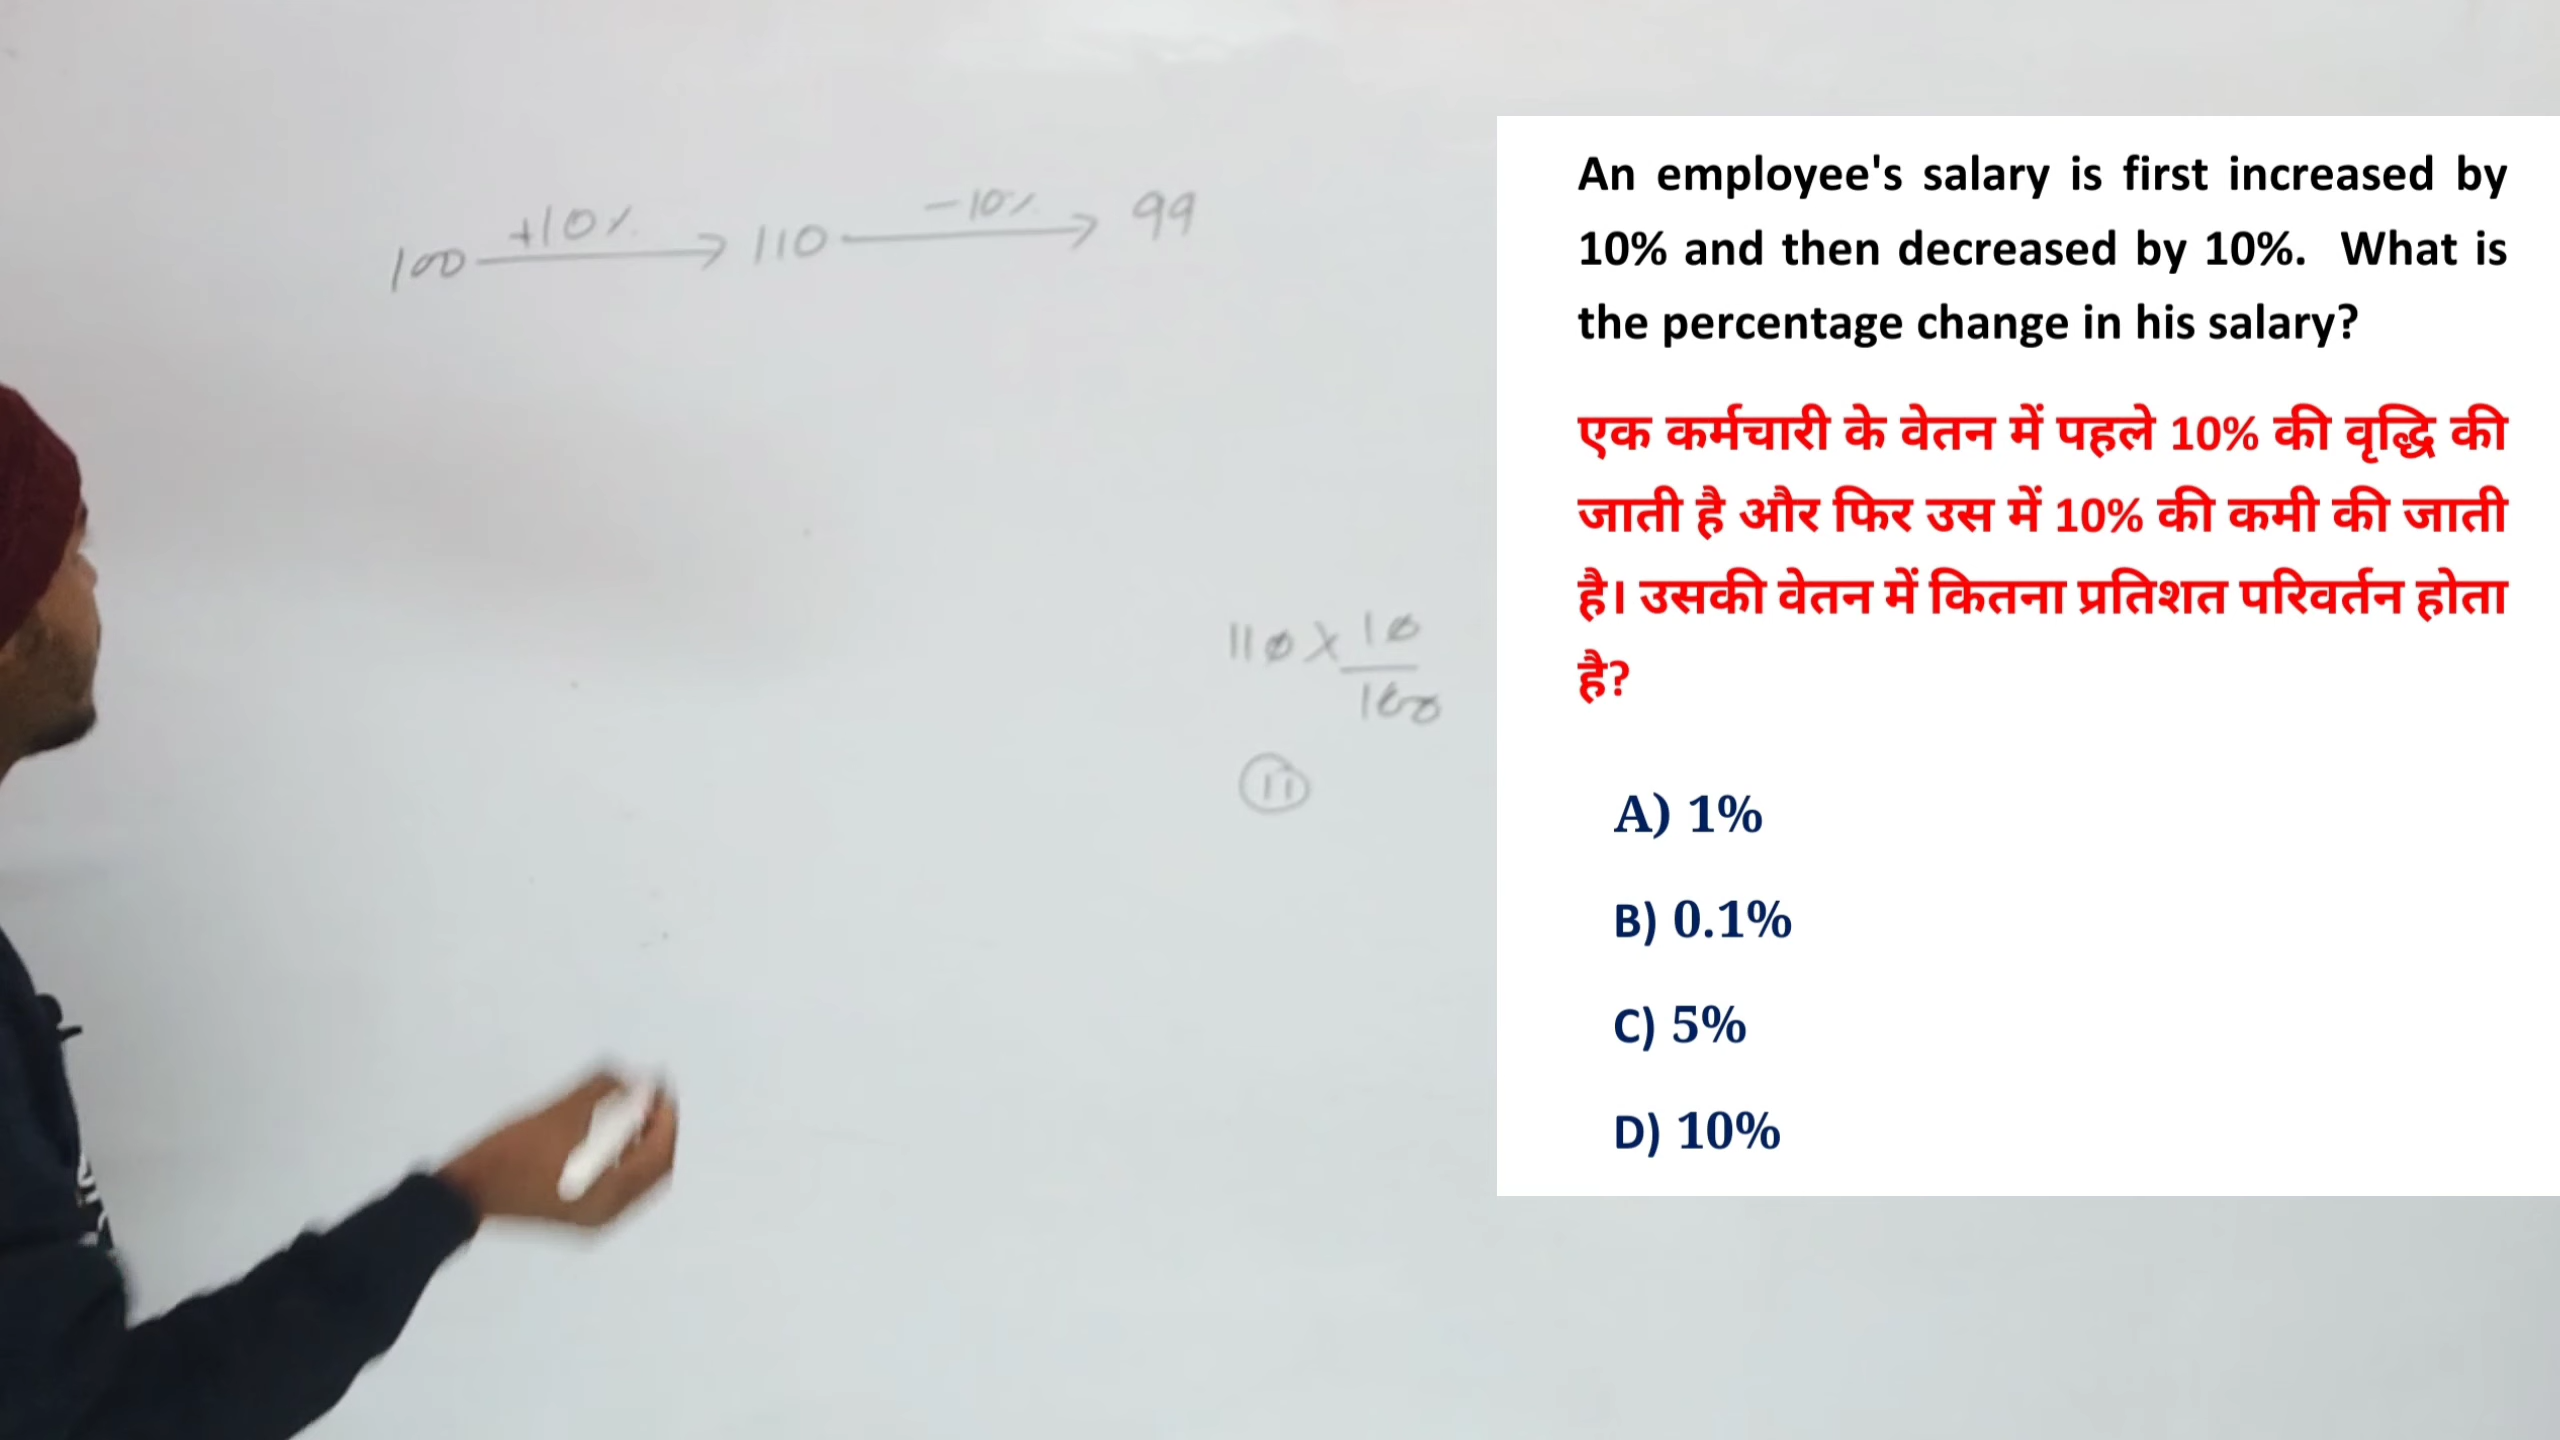 100 +10% → 110 -10% → 99
110 × 10/100
11
An employee's salary is first increased by
10% and then decreased by 10%. What is
the percentage change in his salary?
एक कर्मचारी के वेतन में पहले 10% की वृद्धि की
जाती है और फिर उस में 10% की कमी की जाती
है। उसकी वेतन में कितना प्रतिशत परिवर्तन होता
है?
A) 1%
B) 0.1%
C) 5%
D) 10%